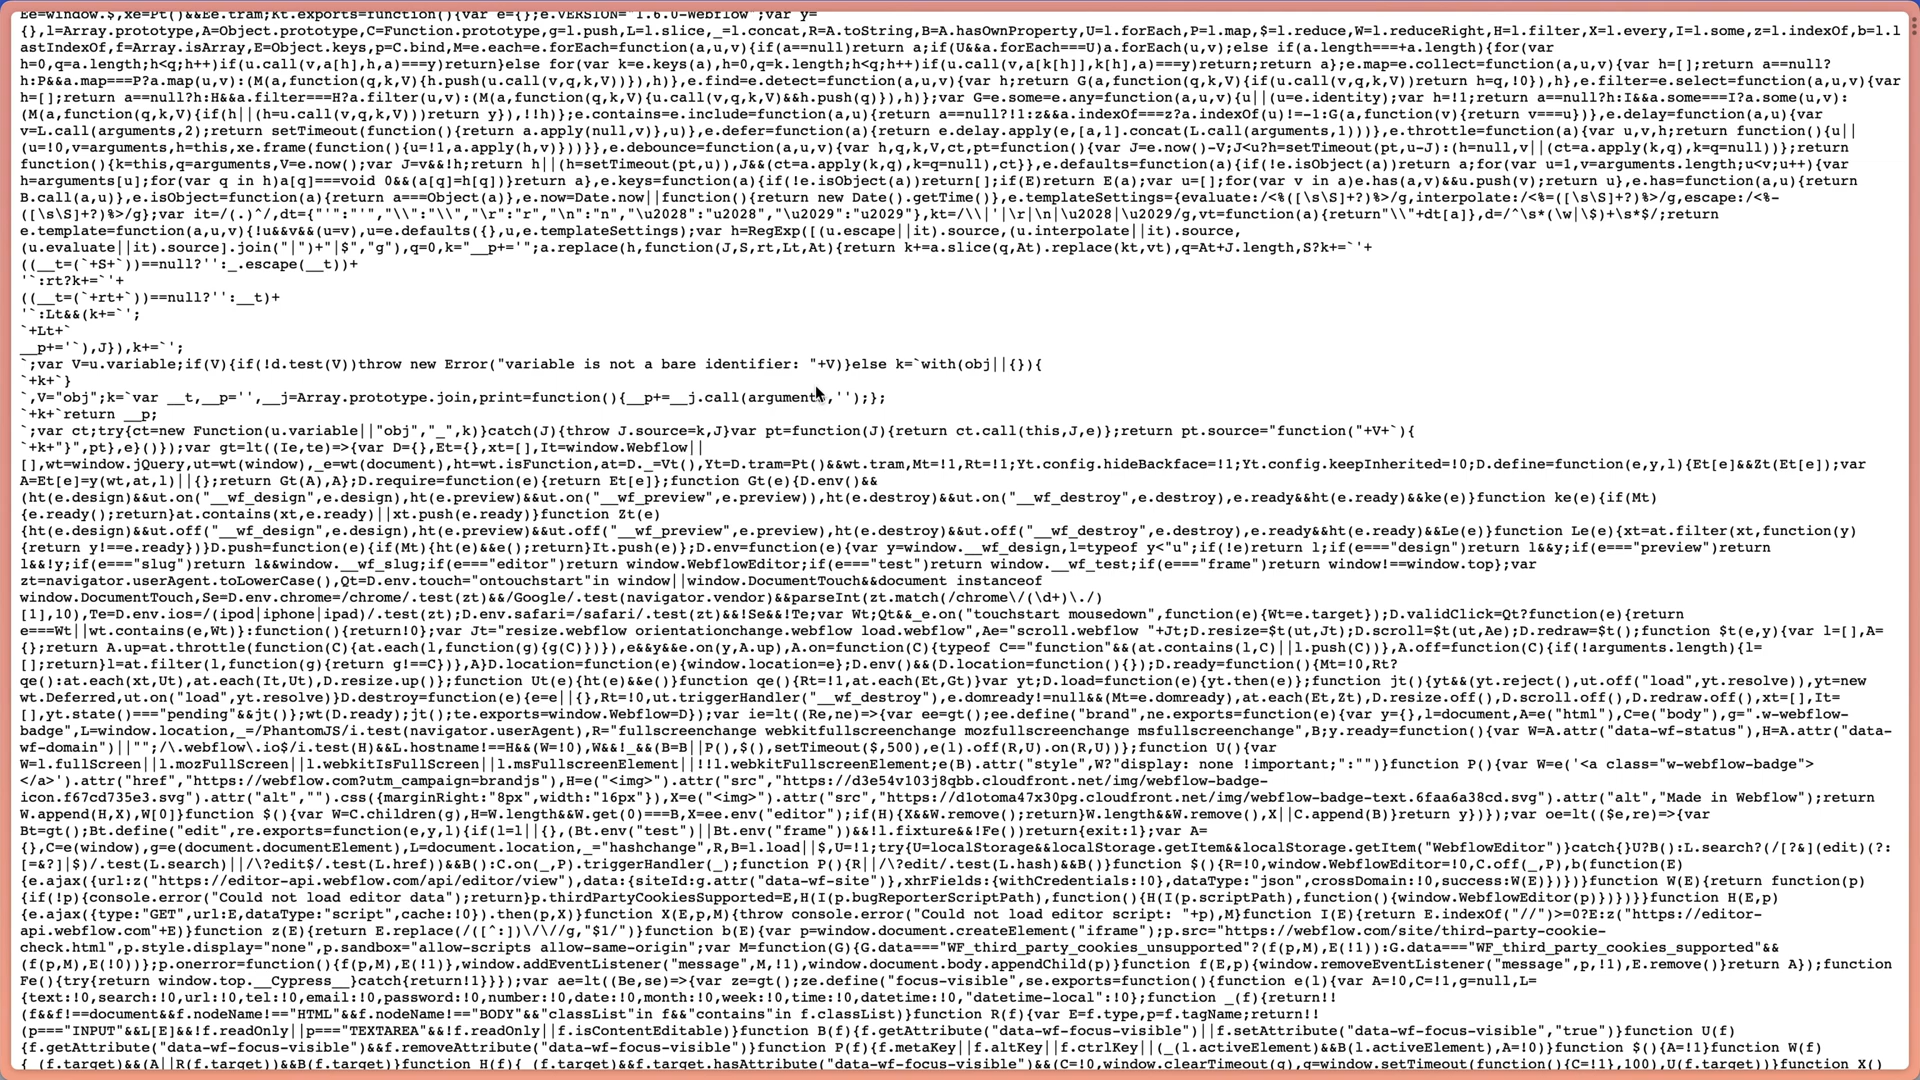 Ee=window.$,xe=Pt()&&Ee.tram;Kt.exports=function(){var e={};e.VERSION="1.6.0-Webflow";var y=
{},l=Array.prototype,A=Object.prototype,C=Function.prototype,g=l.push,L=l.slice,_=l.concat,R=A.toString,B=A.hasOwnProperty,U=l.forEach,P=l.map,$=l.reduce,W=l.reduceRight,H=l.filter,X=l.every,I=l.some,z=l.indexOf,b=l.l
astIndexOf,f=Array.isArray,E=Object.keys,p=C.bind,M=e.each=e.forEach=function(a,u,v){if(a==null)return a;if(U&&a.forEach===U)a.forEach(u,v);else if(a.length===+a.length){for(var
h=0,q=a.length;h<q;h++)if(u.call(v,a[h],h,a)===y)return}else for(var k=e.keys(a),h=0,q=k.length;h<q;h++)if(u.call(v,a[k[h]],k[h],a)===y)return;return a};e.map=e.collect=function(a,u,v){var h=[];return a==null?
h:P&&a.map===P?a.map(u,v):(M(a,function(q,k,V){h.push(u.call(v,q,k,V))}),h)},e.find=e.detect=function(a,u,v){var h;return G(a,function(q,k,V){if(u.call(v,q,k,V))return h=q,!0}),h},e.filter=e.select=function(a,u,v){var
h=[];return a==null?h:H&&a.filter===H?a.filter(u,v):(M(a,function(q,k,V){u.call(v,q,k,V)&&h.push(q)}),h)};var G=e.some=e.any=function(a,u,v){u||(u=e.identity);var h=!1;return a==null?h:I&&a.some===I?a.some(u,v):
(M(a,function(q,k,V){if(h||(h=u.call(v,q,k,V)))return y}),!!h)};e.contains=e.include=function(a,u){return a==null?!1:z&&a.indexOf===z?a.indexOf(u)!=-1:G(a,function(v){return v===u})},e.delay=function(a,u){var
v=L.call(arguments,2);return setTimeout(function(){return a.apply(null,v)},u)},e.defer=function(a){return e.delay.apply(e,[a,1].concat(L.call(arguments,1)))},e.throttle=function(a){var u,v,h;return function(){u||
(u=!0,v=arguments,h=this,xe.frame(function(){u=!1,a.apply(h,v)}))}},e.debounce=function(a,u,v){var h,q,k,V,ct,pt=function(){var J=e.now()-V;J<u?h=setTimeout(pt,u-J):(h=null,v||(ct=a.apply(k,q),k=q=null))};return
function(){k=this,q=arguments,V=e.now();var J=v&&!h;return h||(h=setTimeout(pt,u)),J&&(ct=a.apply(k,q),k=q=null),ct}},e.defaults=function(a){if(!e.isObject(a))return a;for(var u=1,v=arguments.length;u<v;u++){var
h=arguments[u];for(var q in h)a[q]===void 0&&(a[q]=h[q])}return a},e.keys=function(a){if(!e.isObject(a))return[];if(E)return E(a);var u=[];for(var v in a)e.has(a,v)&&u.push(v);return u},e.has=function(a,u){return
B.call(a,u)},e.isObject=function(a){return a===Object(a)},e.now=Date.now||function(){return new Date().getTime()},e.templateSettings={evaluate:/<%([\s\S]+?)%>/g,interpolate:/<%=([\s\S]+?)%>/g,escape:/<%-
([\s\S]+?)%>/g};var it=/(.)^/,dt={"'":"'","\\":"\\","\r":"r","\n":"n","\u2028":"u2028","\u2029":"u2029"},kt=/\\|'|\r|\n|\u2028|\u2029/g,vt=function(a){return"\\"+dt[a]},d=/^\s*(\w|\$)+\s*$/;return
e.template=function(a,u,v){!u&&v&&(u=v),u=e.defaults({},u,e.templateSettings);var h=RegExp([(u.escape||it).source,(u.interpolate||it).source,
(u.evaluate||it).source].join("|")+"|$","g"),q=0,k="__p+='";a.replace(h,function(J,S,rt,Lt,At){return k+=a.slice(q,At).replace(kt,vt),q=At+J.length,S?k+=`'+
((__t=(`+S+`))==null?'':_.escape(__t))+
'`:rt?k+=`'+
((__t=(`+rt+`))==null?'':__t)+
'`:Lt&&(k+=`';
`+Lt+`
__p+='`),J}),k+=`';
`;var V=u.variable;if(V){if(!d.test(V))throw new Error("variable is not a bare identifier: "+V)}else k=`with(obj||{}){
`+k+`}
`,V="obj";k=`var __t,__p='',__j=Array.prototype.join,print=function(){__p+=__j.call(arguments,'');};
`+k+`return __p;
`;var ct;try{ct=new Function(u.variable||"obj","_",k)}catch(J){throw J.source=k,J}var pt=function(J){return ct.call(this,J,e)};return pt.source="function("+V+`){
`+k+"}",pt},e}()});var gt=lt((Ie,te)=>{var D={},Et={},xt=[],It=window.Webflow||
[],wt=window.jQuery,ut=wt(window),_e=wt(document),ht=wt.isFunction,at=D._=Vt(),Yt=D.tram=Pt()&&wt.tram,Mt=!1,Rt=!1;Yt.config.hideBackface=!1;Yt.config.keepInherited=!0;D.define=function(e,y,l){Et[e]&&Zt(Et[e]);var
A=Et[e]=y(wt,at,l)||{};return Gt(A),A};D.require=function(e){return Et[e]};function Gt(e){D.env()&&
(ht(e.design)&&ut.on("__wf_design",e.design),ht(e.preview)&&ut.on("__wf_preview",e.preview)),ht(e.destroy)&&ut.on("__wf_destroy",e.destroy),e.ready&&ht(e.ready)&&ke(e)}function ke(e){if(Mt)
{e.ready();return}at.contains(xt,e.ready)||xt.push(e.ready)}function Zt(e)
{ht(e.design)&&ut.off("__wf_design",e.design),ht(e.preview)&&ut.off("__wf_preview",e.preview),ht(e.destroy)&&ut.off("__wf_destroy",e.destroy),e.ready&&ht(e.ready)&&Le(e)}function Le(e){xt=at.filter(xt,function(y)
{return y!==e.ready})}D.push=function(e){if(Mt){ht(e)&&e();return}It.push(e)};D.env=function(e){var y=window.__wf_design,l=typeof y<"u";if(!e)return l;if(e==="design")return l&&y;if(e==="preview")return
l&&!y;if(e==="slug")return l&&window.__wf_slug;if(e==="editor")return window.WebflowEditor;if(e==="test")return window.__wf_test;if(e==="frame")return window!==window.top};var
zt=navigator.userAgent.toLowerCase(),Qt=D.env.touch="ontouchstart"in window||window.DocumentTouch&&document instanceof
window.DocumentTouch,Se=D.env.chrome=/chrome/.test(zt)&&/Google/.test(navigator.vendor)&&parseInt(zt.match(/chrome\/(\d+)\./)
[1],10),Te=D.env.ios=/(ipod|iphone|ipad)/.test(zt);D.env.safari=/safari/.test(zt)&&!Se&&!Te;var Wt;Qt&&_e.on("touchstart mousedown",function(e){Wt=e.target});D.validClick=Qt?function(e){return
e===Wt||wt.contains(e,Wt)}:function(){return!0};var Jt="resize.webflow orientationchange.webflow load.webflow",Ae="scroll.webflow "+Jt;D.resize=$t(ut,Jt);D.scroll=$t(ut,Ae);D.redraw=$t();function $t(e,y){var l=[],A=
{};return A.up=at.throttle(function(C){at.each(l,function(g){g(C)})}),e&&y&&e.on(y,A.up),A.on=function(C){typeof C=="function"&&(at.contains(l,C)||l.push(C))},A.off=function(C){if(!arguments.length){l=
[];return}l=at.filter(l,function(g){return g!==C})},A}D.location=function(e){window.location=e};D.env()&&(D.location=function(){});D.ready=function(){Mt=!0,Rt?
qe():at.each(xt,Ut),at.each(It,Ut),D.resize.up()};function Ut(e){ht(e)&&e()}function qe(){Rt=!1,at.each(Et,Gt)}var yt;D.load=function(e){yt.then(e)};function jt(){yt&&(yt.reject(),ut.off("load",yt.resolve)),yt=new
wt.Deferred,ut.on("load",yt.resolve)}D.destroy=function(e){e=e||{},Rt=!0,ut.triggerHandler("__wf_destroy"),e.domready!=null&&(Mt=e.domready),at.each(Et,Zt),D.resize.off(),D.scroll.off(),D.redraw.off(),xt=[],It=
[],yt.state()==="pending"&&jt()};wt(D.ready);jt();te.exports=window.Webflow=D});var ie=lt((Re,ne)=>{var ee=gt();ee.define("brand",ne.exports=function(e){var y={},l=document,A=e("html"),C=e("body"),g=".w-webflow-
badge",L=window.location,_=/PhantomJS/i.test(navigator.userAgent),R="fullscreenchange webkitfullscreenchange mozfullscreenchange msfullscreenchange",B;y.ready=function(){var W=A.attr("data-wf-status"),H=A.attr("data-
wf-domain")||"";/\.webflow\.io$/i.test(H)&&L.hostname!==H&&(W=!0),W&&!_&&(B=B||P(),$(),setTimeout($,500),e(l).off(R,U).on(R,U))};function U(){var
W=l.fullScreen||l.mozFullScreen||l.webkitIsFullScreen||l.msFullscreenElement||!!l.webkitFullscreenElement;e(B).attr("style",W?"display: none !important;":"")}function P(){var W=e('<a class="w-webflow-badge">
</a>').attr("href","https://webflow.com?utm_campaign=brandjs"),H=e("<img>").attr("src","https://d3e54v103j8qbb.cloudfront.net/img/webflow-badge-
icon.f67cd735e3.svg").attr("alt","").css({marginRight:"8px",width:"16px"}),X=e("<img>").attr("src","https://d1otoma47x30pg.cloudfront.net/img/webflow-badge-text.6faa6a38cd.svg").attr("alt","Made in Webflow");return
W.append(H,X),W[0]}function $(){var W=C.children(g),H=W.length&&W.get(0)===B,X=ee.env("editor");if(H){X&&W.remove();return}W.length&&W.remove(),X||C.append(B)}return y})});var oe=lt(($e,re)=>{var
Bt=gt();Bt.define("edit",re.exports=function(e,y,l){if(l=l||{},(Bt.env("test")||Bt.env("frame"))&&!l.fixture&&!Fe())return{exit:1};var A=
{},C=e(window),g=e(document.documentElement),L=document.location,_="hashchange",R,B=l.load||$,U=!1;try{U=localStorage&&localStorage.getItem&&localStorage.getItem("WebflowEditor")}catch{}U?B():L.search?(/[?&](edit)(?:
[=&?]|$)/.test(L.search)||/\?edit$/.test(L.href))&&B():C.on(_,P).triggerHandler(_);function P(){R||/\?edit/.test(L.hash)&&B()}function $(){R=!0,window.WebflowEditor=!0,C.off(_,P),b(function(E)
{e.ajax({url:z("https://editor-api.webflow.com/api/editor/view"),data:{siteId:g.attr("data-wf-site")},xhrFields:{withCredentials:!0},dataType:"json",crossDomain:!0,success:W(E)})})}function W(E){return function(p)
{if(!p){console.error("Could not load editor data");return}p.thirdPartyCookiesSupported=E,H(I(p.bugReporterScriptPath),function(){H(I(p.scriptPath),function(){window.WebflowEditor(p)})})}}function H(E,p)
{e.ajax({type:"GET",url:E,dataType:"script",cache:!0}).then(p,X)}function X(E,p,M){throw console.error("Could not load editor script: "+p),M}function I(E){return E.indexOf("//")>=0?E:z("https://editor-
api.webflow.com"+E)}function z(E){return E.replace(/([^:])\/\//g,"$1/")}function b(E){var p=window.document.createElement("iframe");p.src="https://webflow.com/site/third-party-cookie-
check.html",p.style.display="none",p.sandbox="allow-scripts allow-same-origin";var M=function(G){G.data==="WF_third_party_cookies_unsupported"?(f(p,M),E(!1)):G.data==="WF_third_party_cookies_supported"&&
(f(p,M),E(!0))};p.onerror=function(){f(p,M),E(!1)},window.addEventListener("message",M,!1),window.document.body.appendChild(p)}function f(E,p){window.removeEventListener("message",p,!1),E.remove()}return A});function
Fe(){try{return window.top.__Cypress__}catch{return!1}}});var ae=lt((Be,se)=>{var ze=gt();ze.define("focus-visible",se.exports=function(){function e(l){var A=!0,C=!1,g=null,L=
{text:!0,search:!0,url:!0,tel:!0,email:!0,password:!0,number:!0,date:!0,month:!0,week:!0,time:!0,datetime:!0,"datetime-local":!0};function _(f){return!!
(f&&f!==document&&f.nodeName!=="HTML"&&f.nodeName!=="BODY"&&"classList"in f&&"contains"in f.classList)}function R(f){var E=f.type,p=f.tagName;return!!
(p==="INPUT"&&L[E]&&!f.readOnly||p==="TEXTAREA"&&!f.readOnly||f.isContentEditable)}function B(f){f.getAttribute("data-wf-focus-visible")||f.setAttribute("data-wf-focus-visible","true")}function U(f)
{f.getAttribute("data-wf-focus-visible")&&f.removeAttribute("data-wf-focus-visible")}function P(f){f.metaKey||f.altKey||f.ctrlKey||(_(l.activeElement)&&B(l.activeElement),A=!0)}function $(){A=!1}function W(f)
{_(f.target)&&(A||R(f.target))&&B(f.target)}function H(f){_(f.target)&&f.target.hasAttribute("data-wf-focus-visible")&&(C=!0,window.clearTimeout(g),g=window.setTimeout(function(){C=!1},100),U(f.target))}function X()